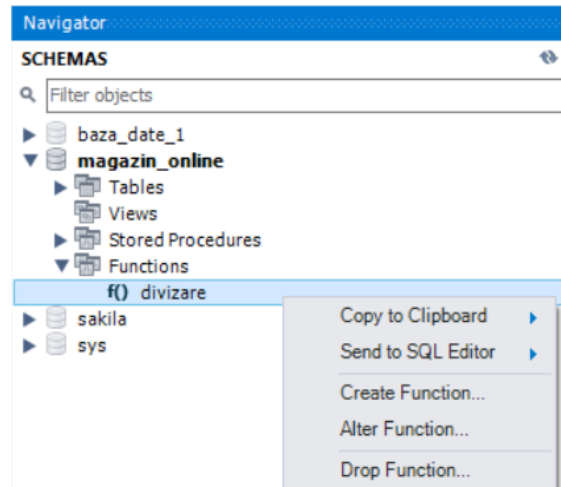 Navigator
SCHEMAS
Filter objects
baza_date_1
magazin_online
Tables
Views
Stored Procedures
Functions
f() divizare
sakila
sys
Copy to Clipboard
Send to SQL Editor
Create Function...
Alter Function...
Drop Function...